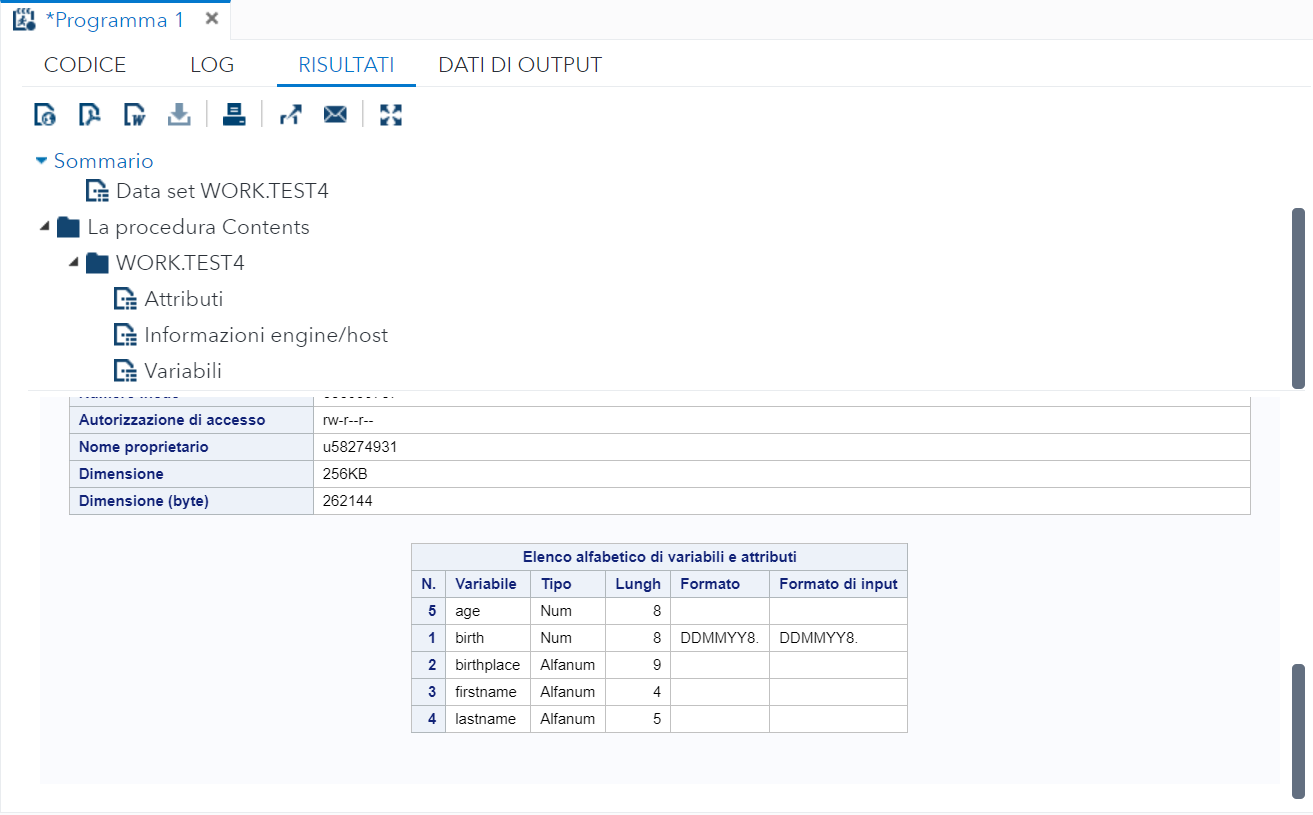 *Programma 1
CODICE LOG RISULTATI DATI DI OUTPUT
Sommario
Data set WORK.TEST4
La procedura Contents
WORK.TEST4
Attributi
Informazioni engine/host
Variabili
Autorizzazione di accesso rw-r--r--
Nome proprietario u58274931
Dimensione 256KB
Dimensione (byte) 262144
Elenco alfabetico di variabili e attributi
N. Variabile Tipo Lungh Formato Formato di input
5 age Num 8
1 birth Num 8 DDMMYY8. DDMMYY8.
2 birthplace Alfanum 9
3 firstname Alfanum 4
4 lastname Alfanum 5